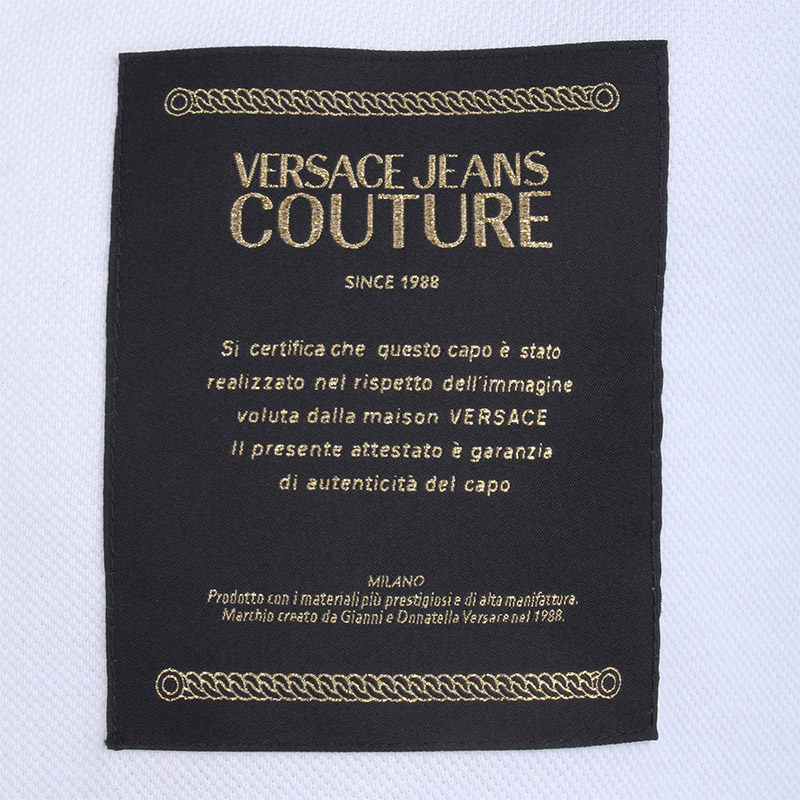 VERSACE JEANS
COUTURE
SINCE 1988
Si certifica che questo capo è stato
realizzato nel rispetto dell'immagine
voluta dalla maison VERSACE
Il presente attestato è garanzia
di autenticità del capo
MILANO
Prodotto con i materiali più prestigiosi e di alta manifattura.
Marchio creato da Gianni e Donatella Versace nel 1988.